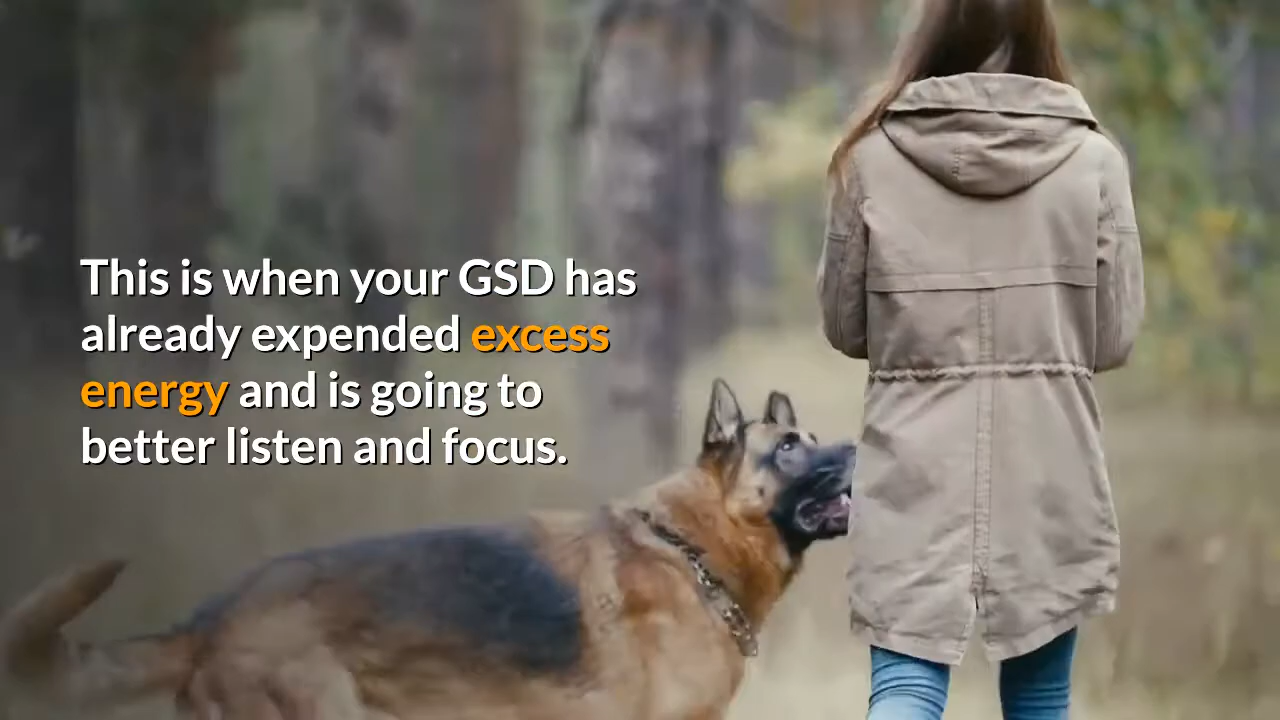 This is when your GSD has
already expended excess
energy and is going to
better listen and focus.